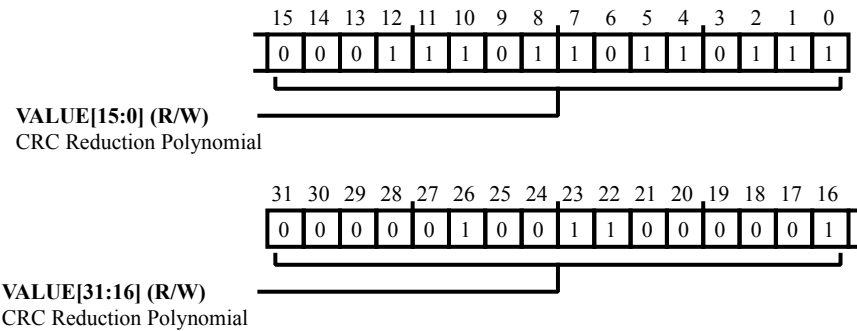 15 14 13 12 11 10 9 8 7 6 5 4 3 2 1 0
0 0 0 1 1 1 0 1 1 0 1 1 0 1 1 1
VALUE[15:0] (R/W)
CRC Reduction Polynomial
31 30 29 28 27 26 25 24 23 22 21 20 19 18 17 16
0 0 0 0 0 1 0 0 1 1 0 0 0 0 0 1
VALUE[31:16] (R/W)
CRC Reduction Polynomial